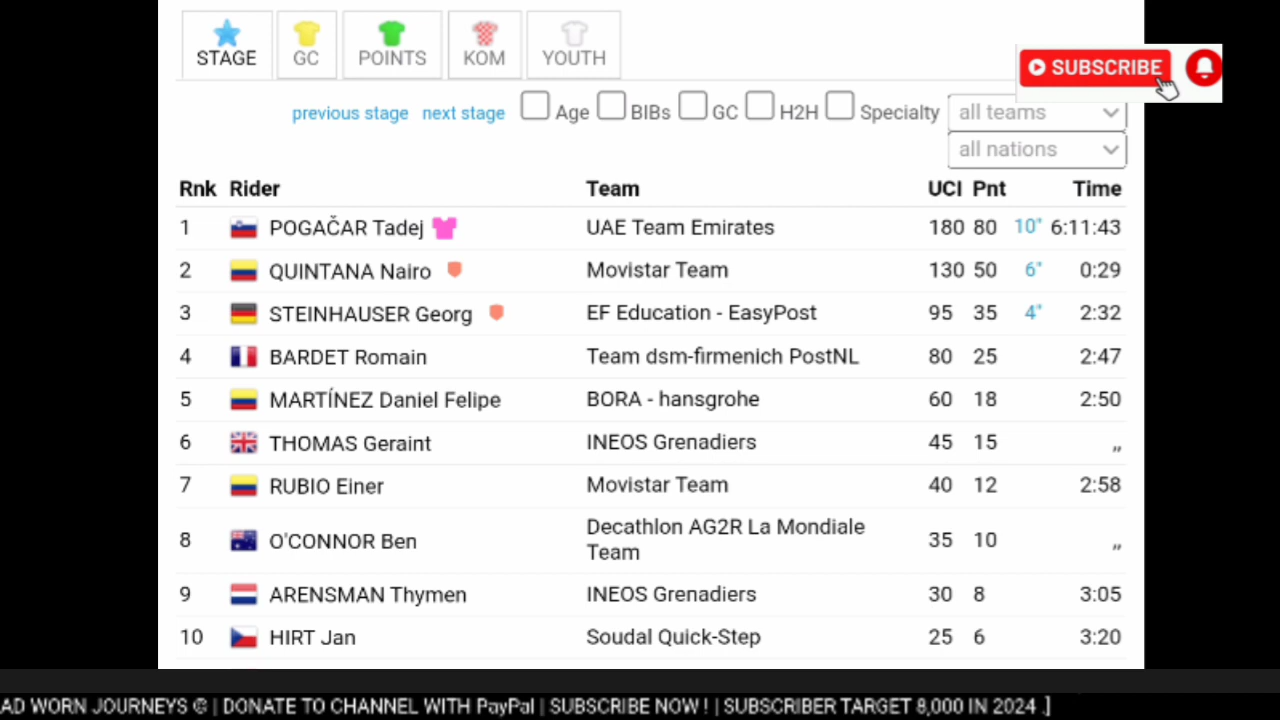 STAGE GC POINTS KOM YOUTH
SUBSCRIBE
previous stage next stage Age BIBs GC H2H Specialty all teams
all nations
Rnk Rider Team UCI Pnt Time
1 POGAČAR Tadej UAE Team Emirates 180 80 10" 6:11:43
2 QUINTANA Nairo Movistar Team 130 50 6" 0:29
3 STEINHAUSER Georg EF Education - EasyPost 95 35 4" 2:32
4 BARDET Romain Team dsm-firmenich PostNL 80 25 2:47
5 MARTÍNEZ Daniel Felipe BORA - hansgrohe 60 18 2:50
6 THOMAS Geraint INEOS Grenadiers 45 15 ,,
7 RUBIO Einer Movistar Team 40 12 2:58
8 O'CONNOR Ben Decathlon AG2R La Mondiale
Team 35 10 ,,
9 ARENSMAN Thymen INEOS Grenadiers 30 8 3:05
10 HIRT Jan Soudal Quick-Step 25 6 3:20
AD WORN JOURNEYS © | DONATE TO CHANNEL WITH PayPal | SUBSCRIBE NOW ! | SUBSCRIBER TARGET 8,000 IN 2024 .]